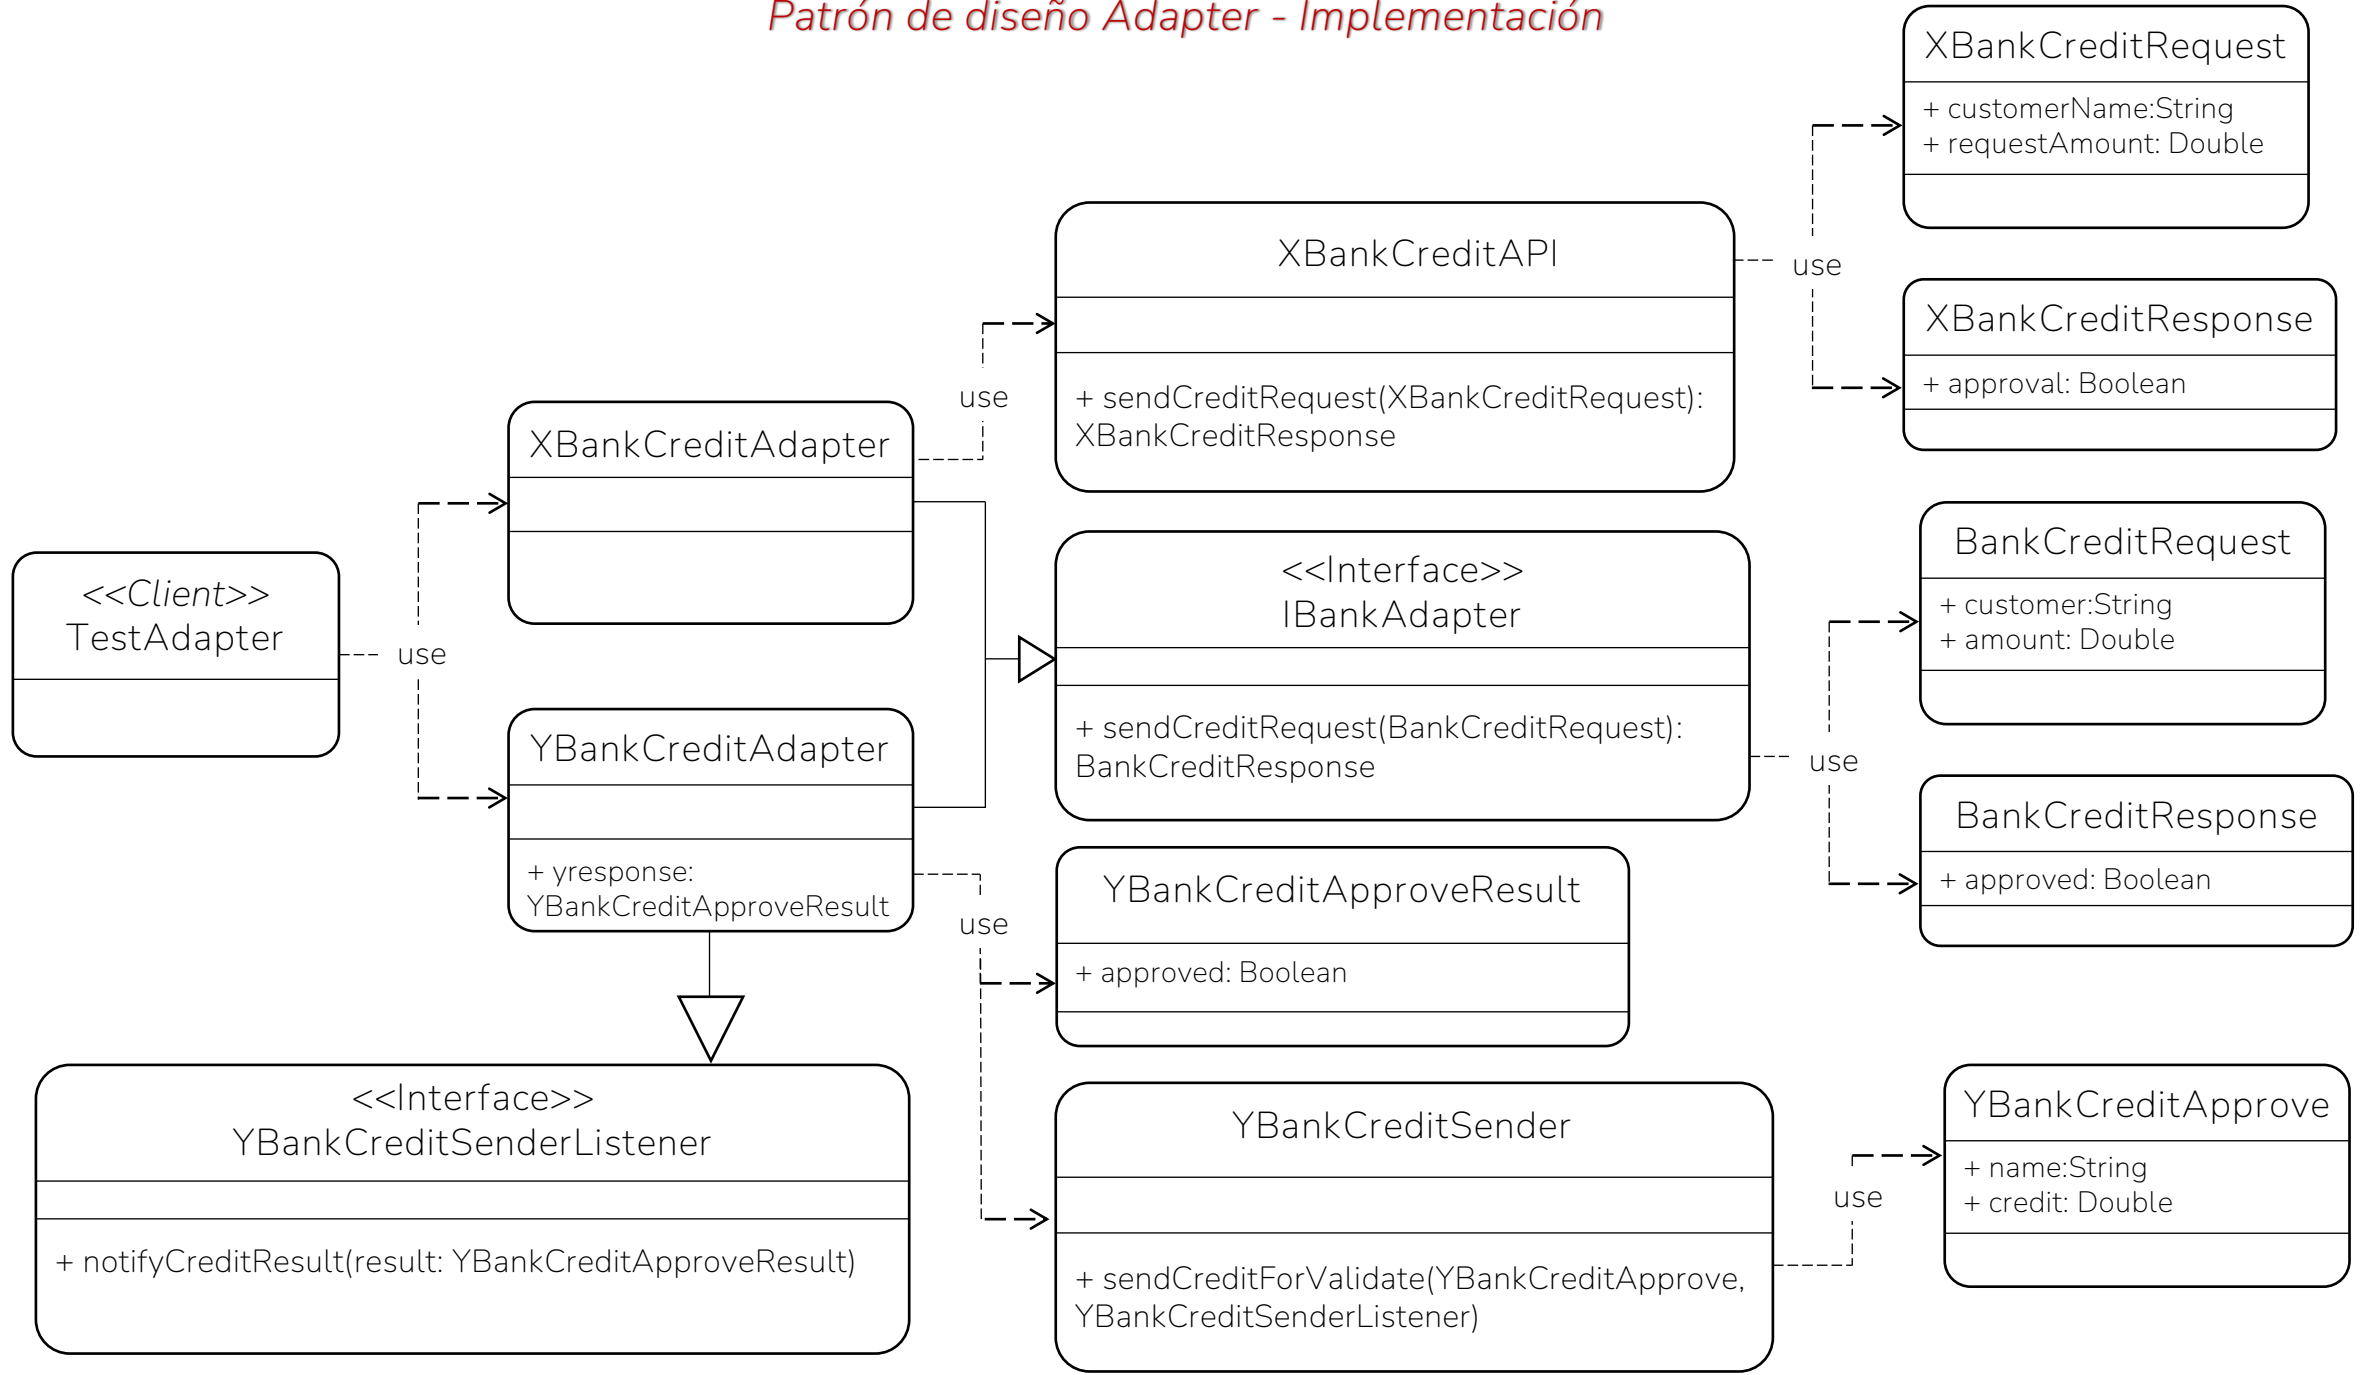 Patrón de diseño Adapter - Implementación
XBankCreditRequest
+ customerName:String
+ requestAmount: Double
XBankCreditAPI
+ sendCreditRequest(XBankCreditRequest):
XBankCreditResponse
use
XBankCreditResponse
+ approval: Boolean
use
XBankCreditAdapter
<<Client>>
TestAdapter
use
<<Interface>>
IBankAdapter
+ sendCreditRequest(BankCreditRequest):
BankCreditResponse
use
BankCreditRequest
+ customer:String
+ amount: Double
BankCreditResponse
+ approved: Boolean
YBankCreditAdapter
+ yresponse:
YBankCreditApproveResult
use
YBankCreditApproveResult
+ approved: Boolean
<<Interface>>
YBankCreditSenderListener
+ notifyCreditResult(result: YBankCreditApproveResult)
YBankCreditSender
+ sendCreditForValidate(YBankCreditApprove,
YBankCreditSenderListener)
use
YBankCreditApprove
+ name:String
+ credit: Double